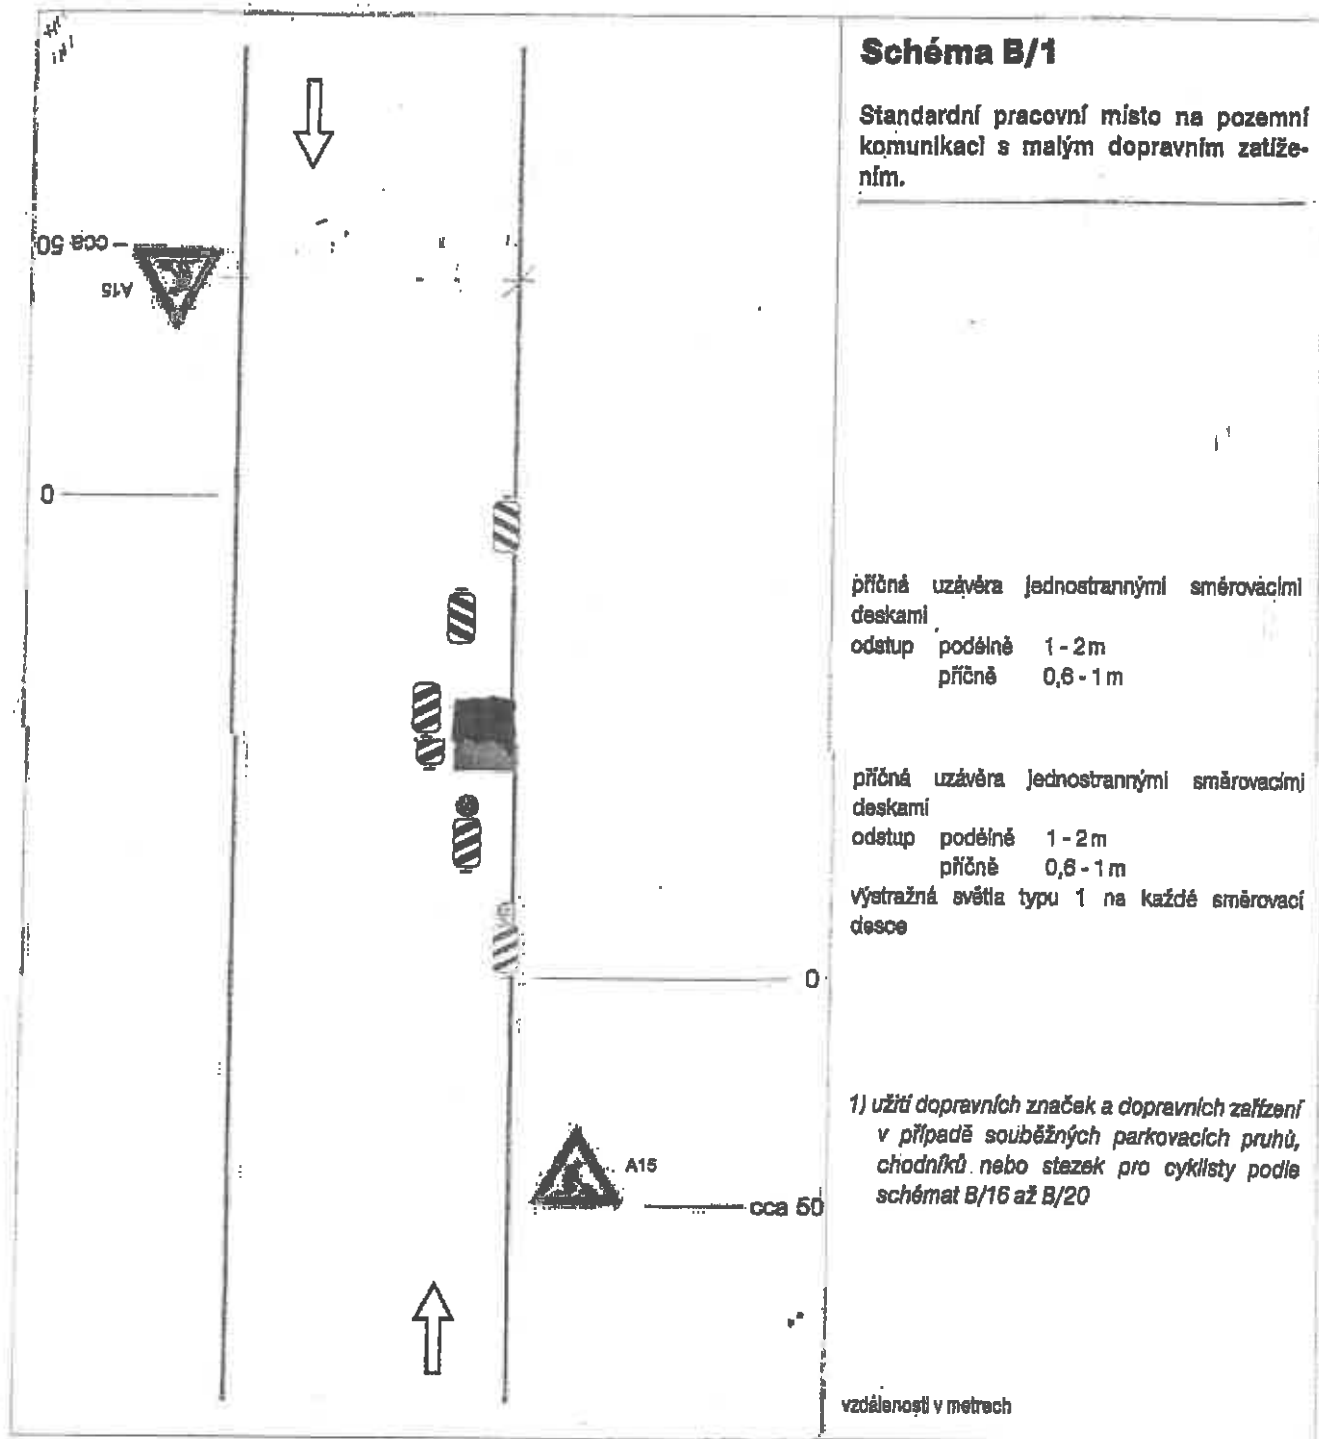 Schéma B/1
Standardní pracovní místo na pozemní
komunikaci s malým dopravním zatíže-
ním.
cca 50
A15
0
příčná uzávěra jednostrannými směrovacími
deskami
odstup podélně 1 - 2 m
příčně 0,6 - 1 m
příčná uzávěra jednostrannými směrovacími
deskami
odstup podélně 1 - 2 m
příčně 0,6 - 1 m
výstražná světla typu 1 na každé směrovací
desce
0
1) užití dopravních značek a dopravních zařízení
v případě souběžných parkovacích pruhů,
chodníků nebo stezek pro cyklisty podle
schémat B/16 až B/20
A15
cca 50
vzdálenosti v metrech